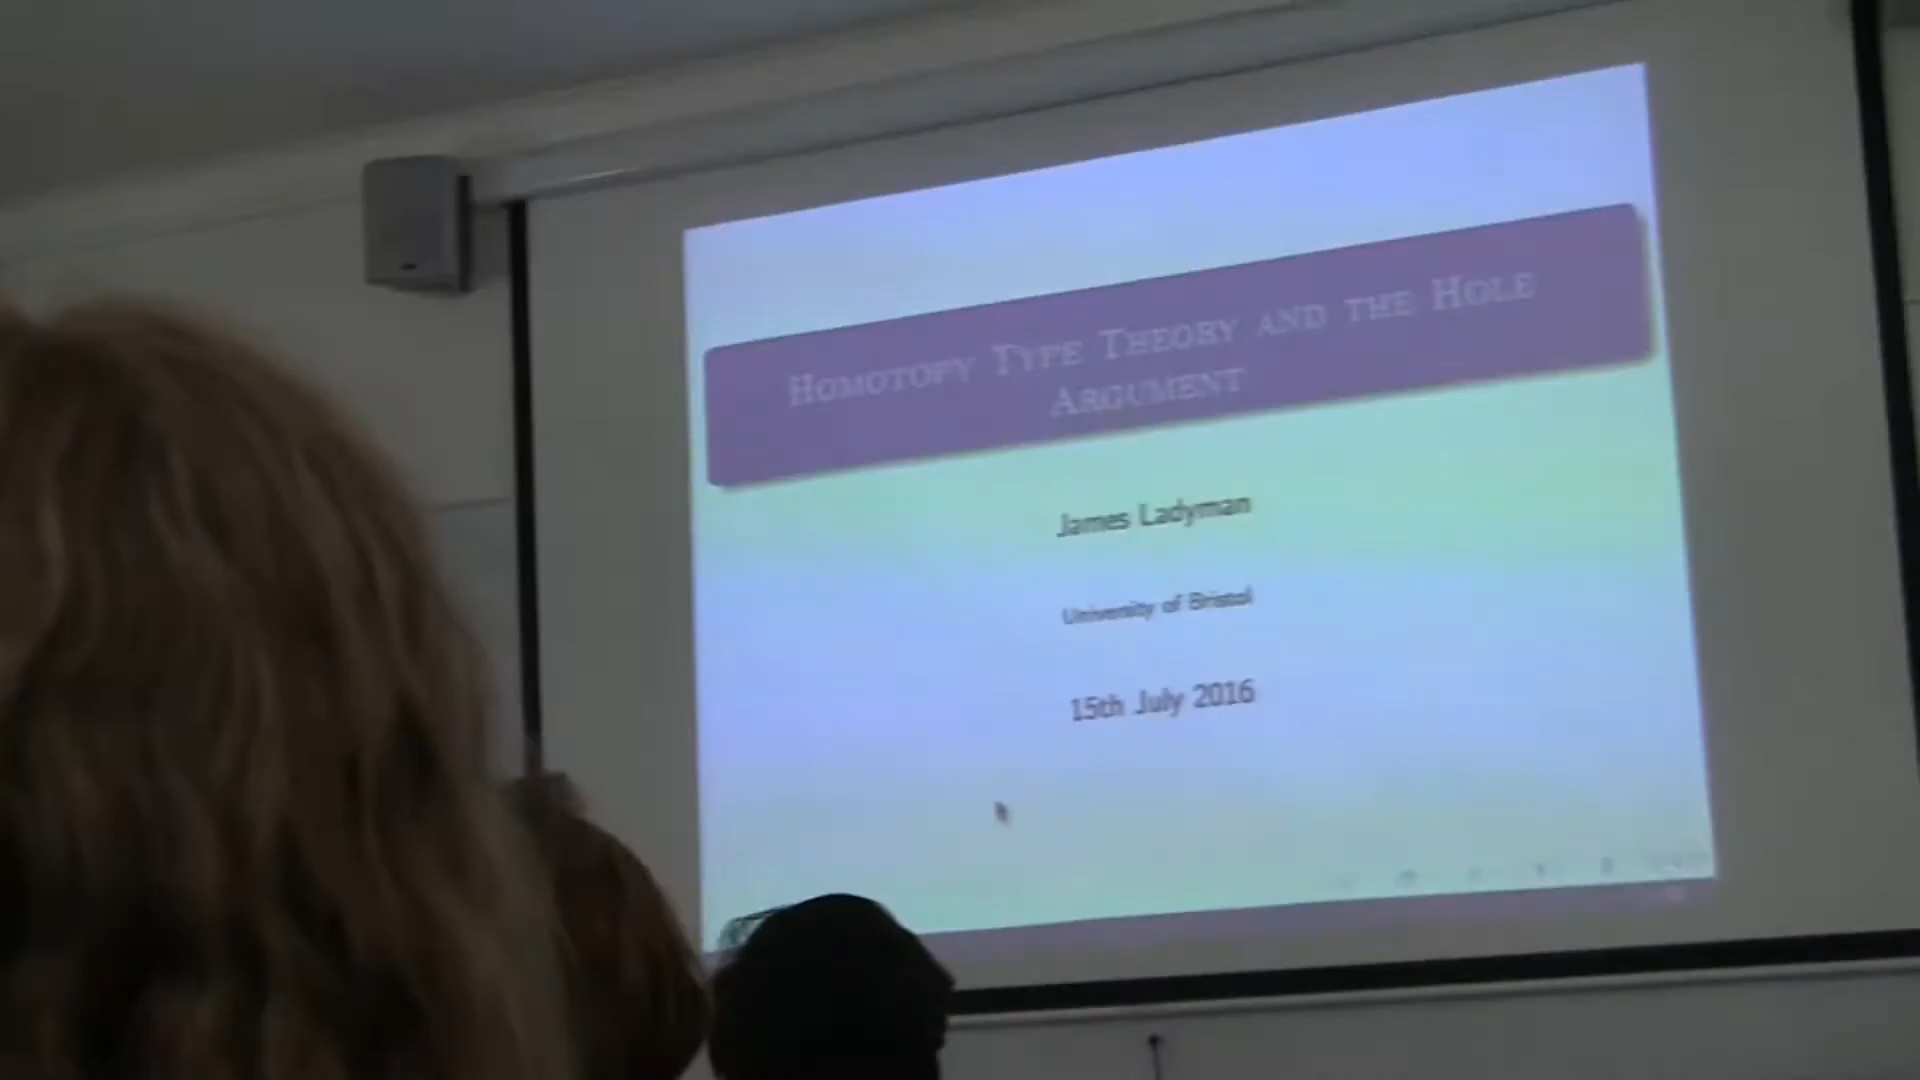 HOMOTOPY TYPE THEORY AND THE HOLE
ARGUMENT
James Ladyman
University of Bristol
15th July 2016